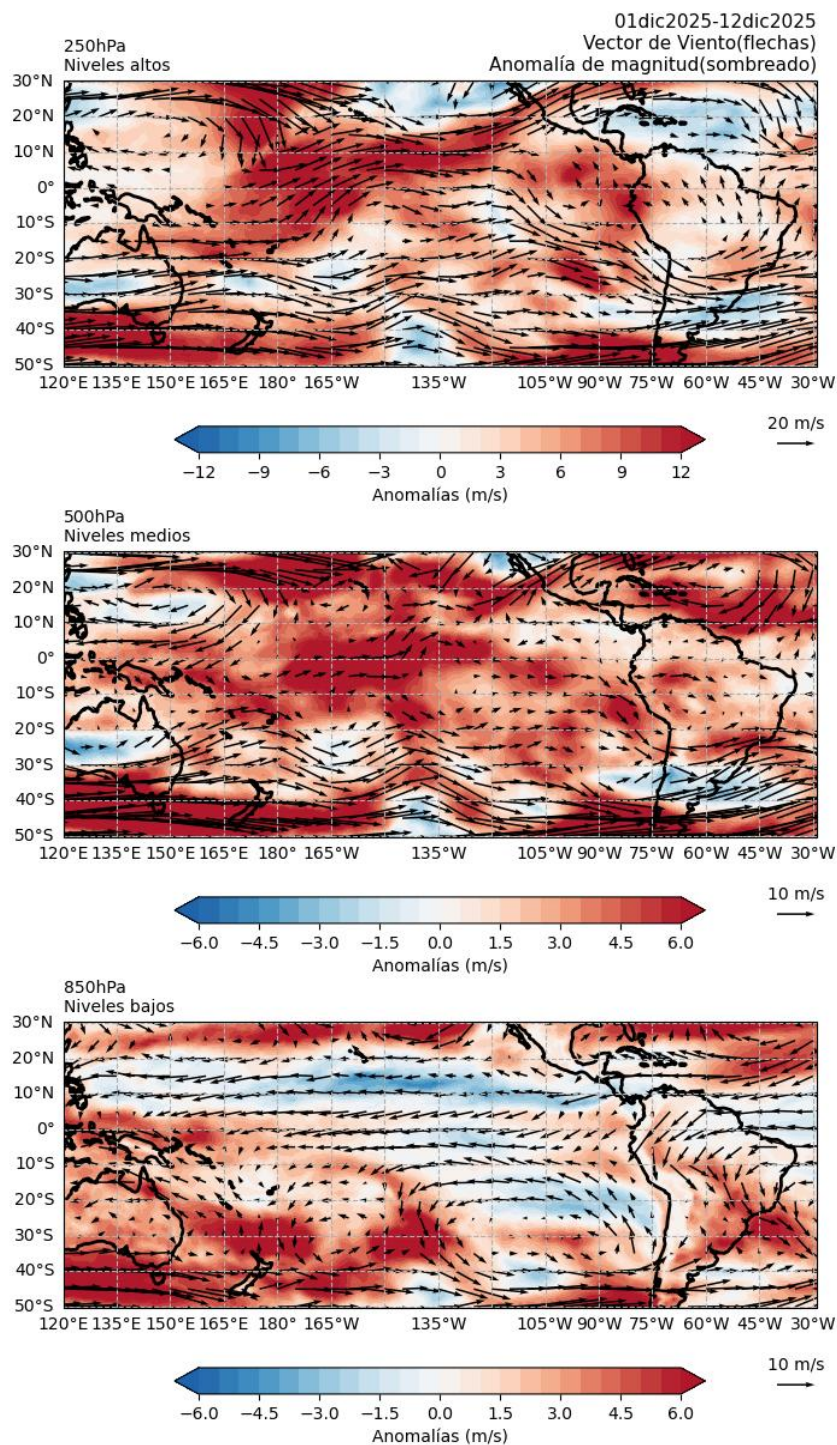 01dic2025-12dic2025
250hPa
Vector de Viento(flechas)
Niveles altos
Anomalía de magnitud(sombreado)
30°N
20°N
10°N
0°
10°S
20°S
30°S
40°S
50°S
120°E 135°E 150°E 165°E 180° 165°W 135°W 105°W 90°W 75°W 60°W 45°W 30°W
20 m/s
−12 −9 −6 −3 0 3 6 9 12
Anomalías (m/s)
500hPa
Niveles medios
30°N
20°N
10°N
0°
10°S
20°S
30°S
40°S
50°S
120°E 135°E 150°E 165°E 180° 165°W 135°W 105°W 90°W 75°W 60°W 45°W 30°W
10 m/s
−6.0 −4.5 −3.0 −1.5 0.0 1.5 3.0 4.5 6.0
Anomalías (m/s)
850hPa
Niveles bajos
30°N
20°N
10°N
0°
10°S
20°S
30°S
40°S
50°S
120°E 135°E 150°E 165°E 180° 165°W 135°W 105°W 90°W 75°W 60°W 45°W 30°W
10 m/s
−6.0 −4.5 −3.0 −1.5 0.0 1.5 3.0 4.5 6.0
Anomalías (m/s)